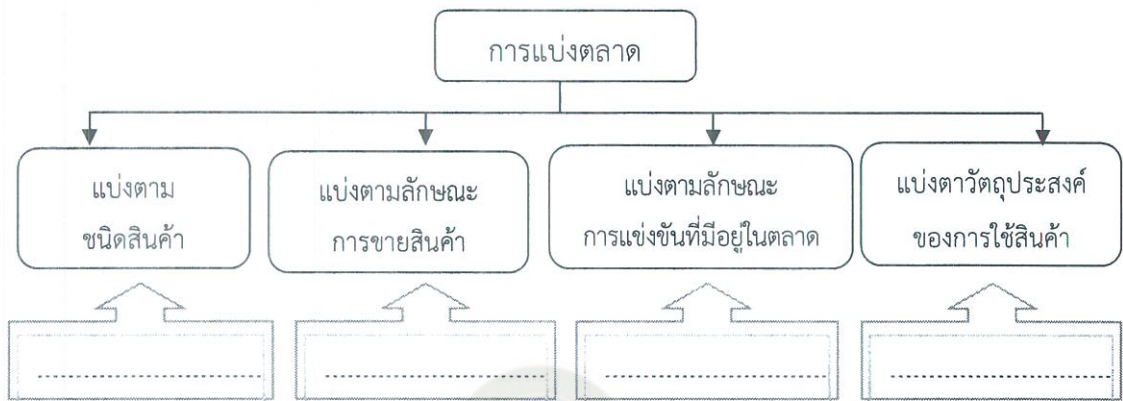 การแบ่งตลาด
แบ่งตาม
ชนิดสินค้า
แบ่งตามลักษณะ
การขายสินค้า
แบ่งตามลักษณะ
การแข่งขันที่มีอยู่ในตลาด
แบ่งตาวัตถุประสงค์
ของการใช้สินค้า